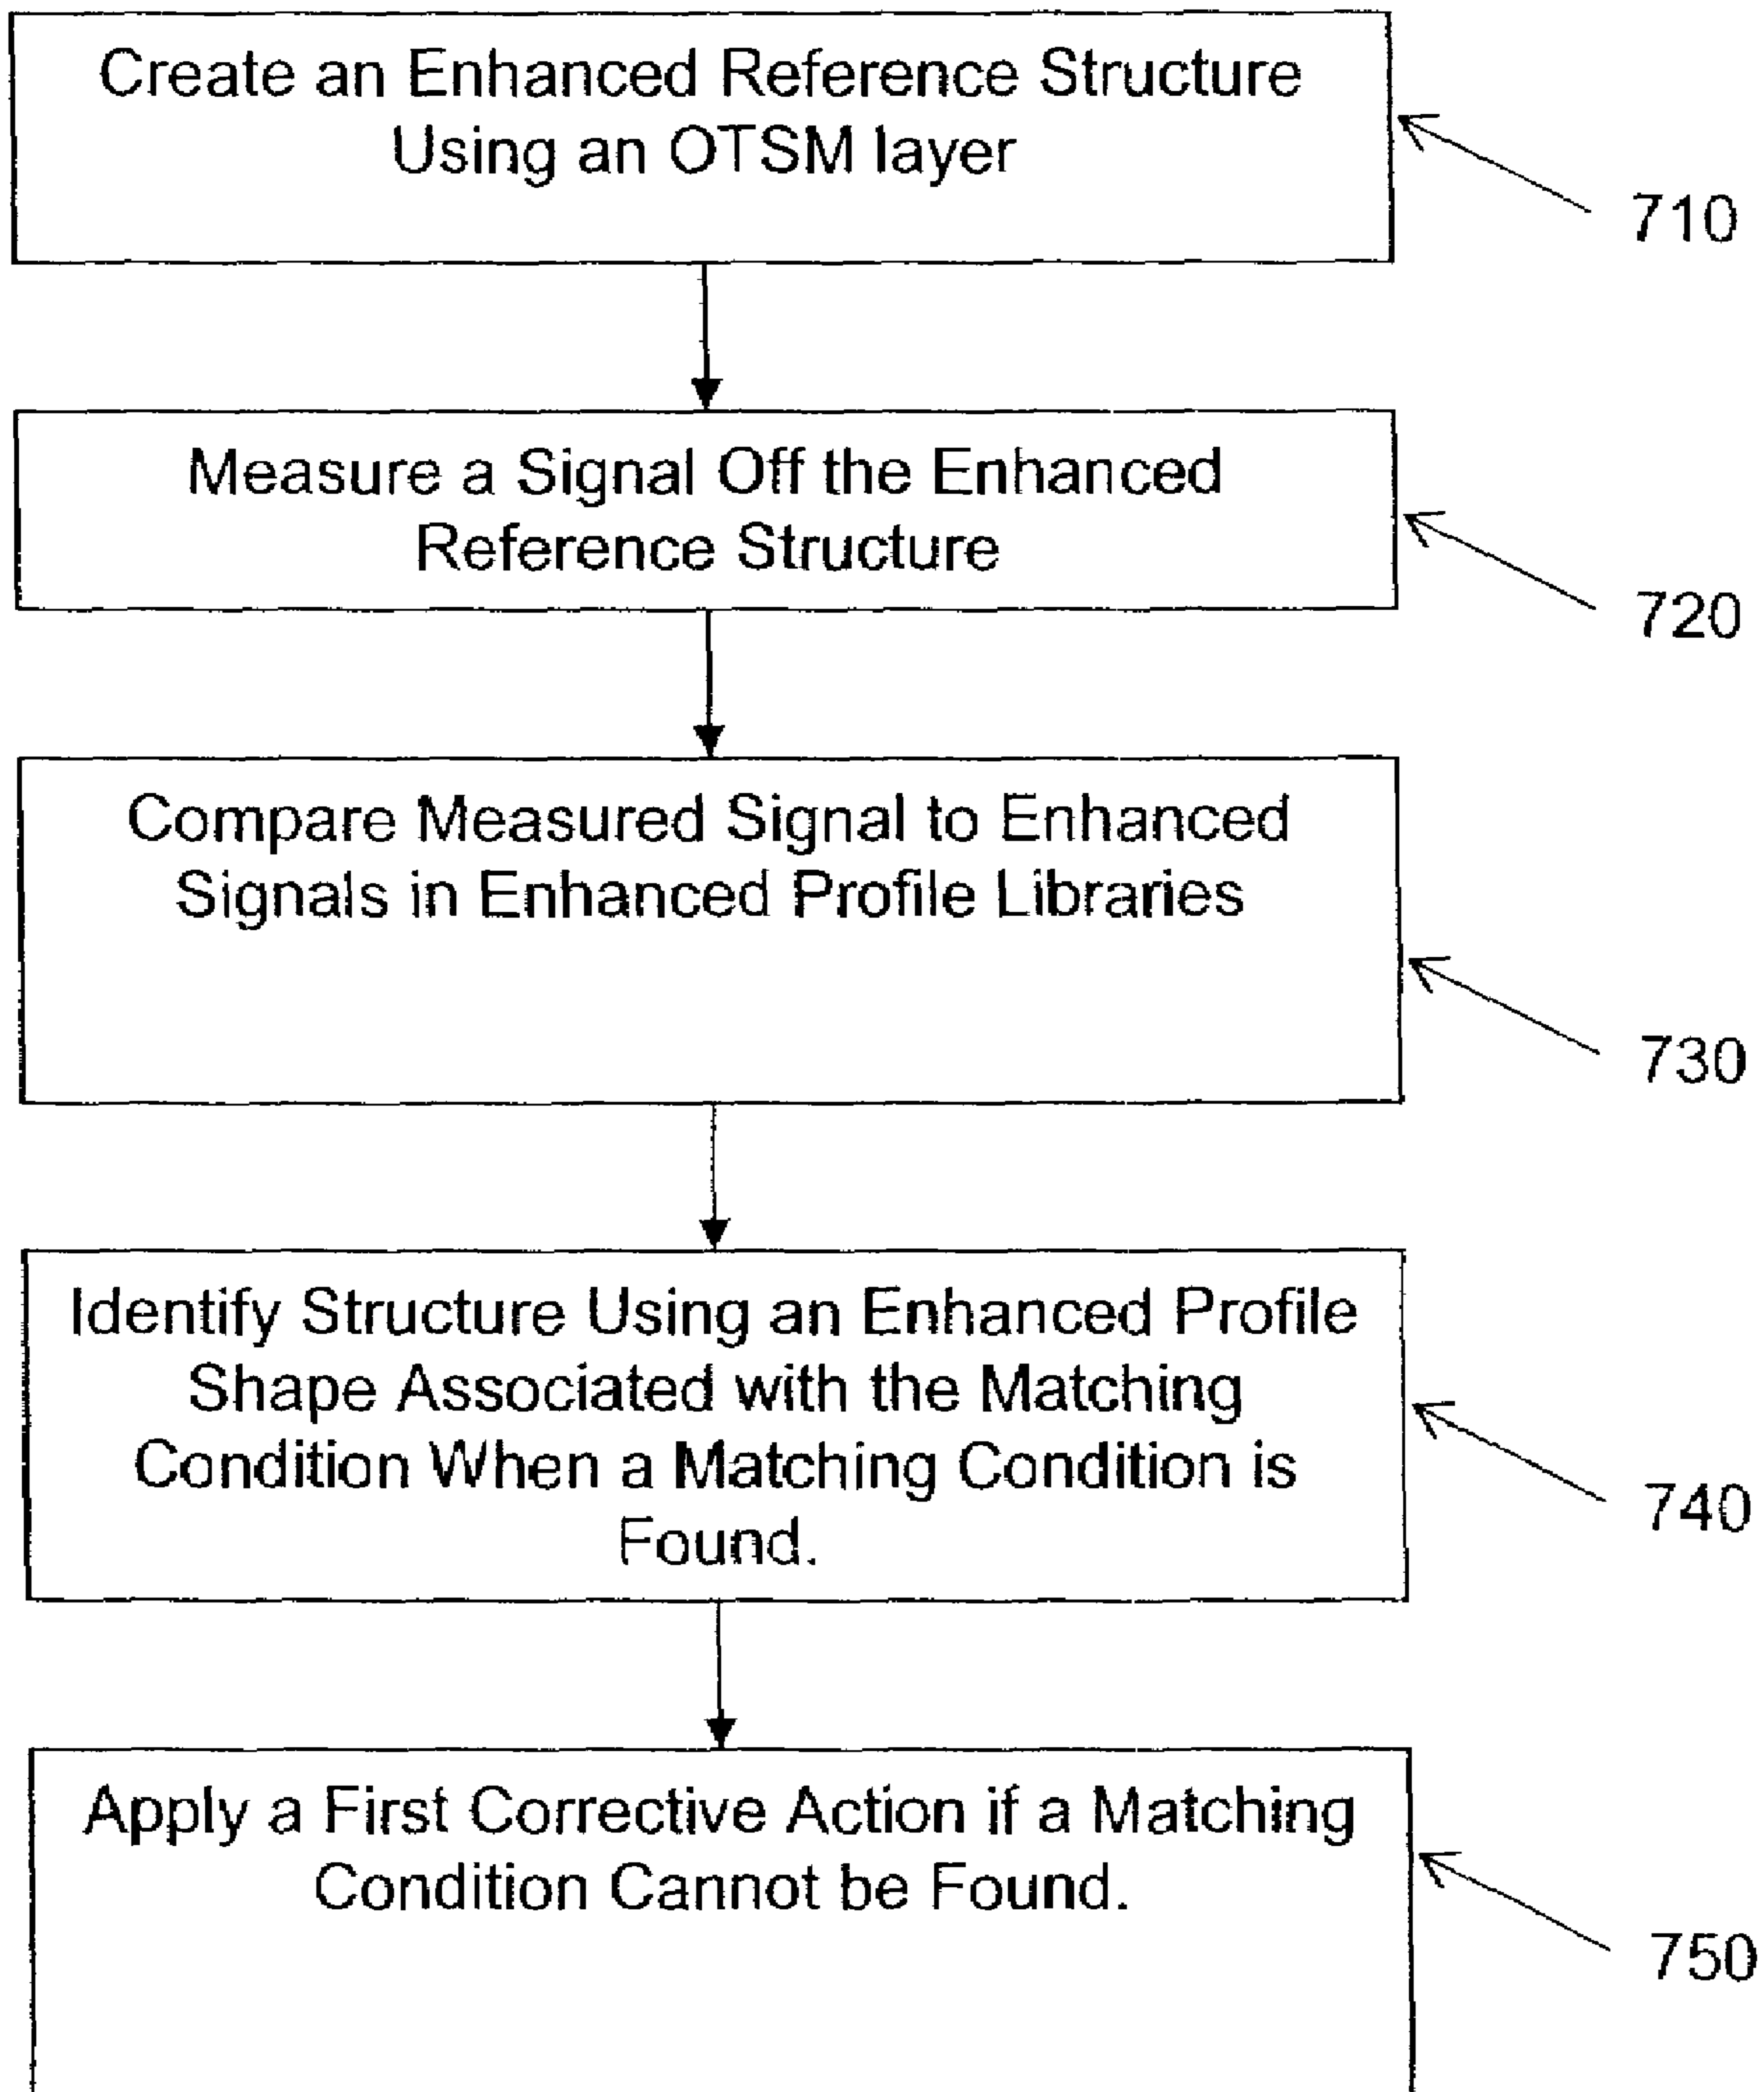 Create an Enhanced Reference Structure
Using an OTSM layer
710
Measure a Signal Off the Enhanced
Reference Structure
720
Compare Measured Signal to Enhanced
Signals in Enhanced Profile Libraries
730
Identify Structure Using an Enhanced Profile
Shape Associated with the Matching
Condition When a Matching Condition is
Found.
740
Apply a First Corrective Action if a Matching
Condition Cannot be Found.
750